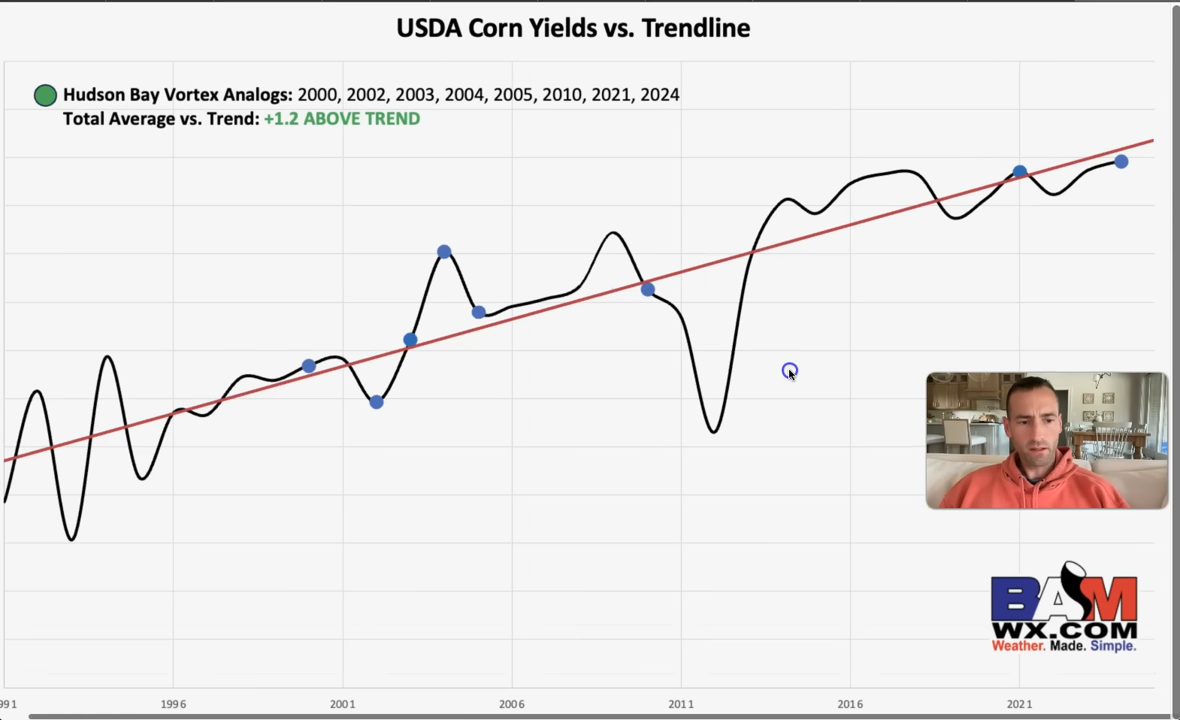 USDA Corn Yields vs. Trendline
Hudson Bay Vortex Analogs: 2000, 2002, 2003, 2004, 2005, 2010, 2021, 2024
Total Average vs. Trend: +1.2 ABOVE TREND
BAM
WX.COM
Weather. Made. Simple.
991 1996 2001 2006 2011 2016 2021